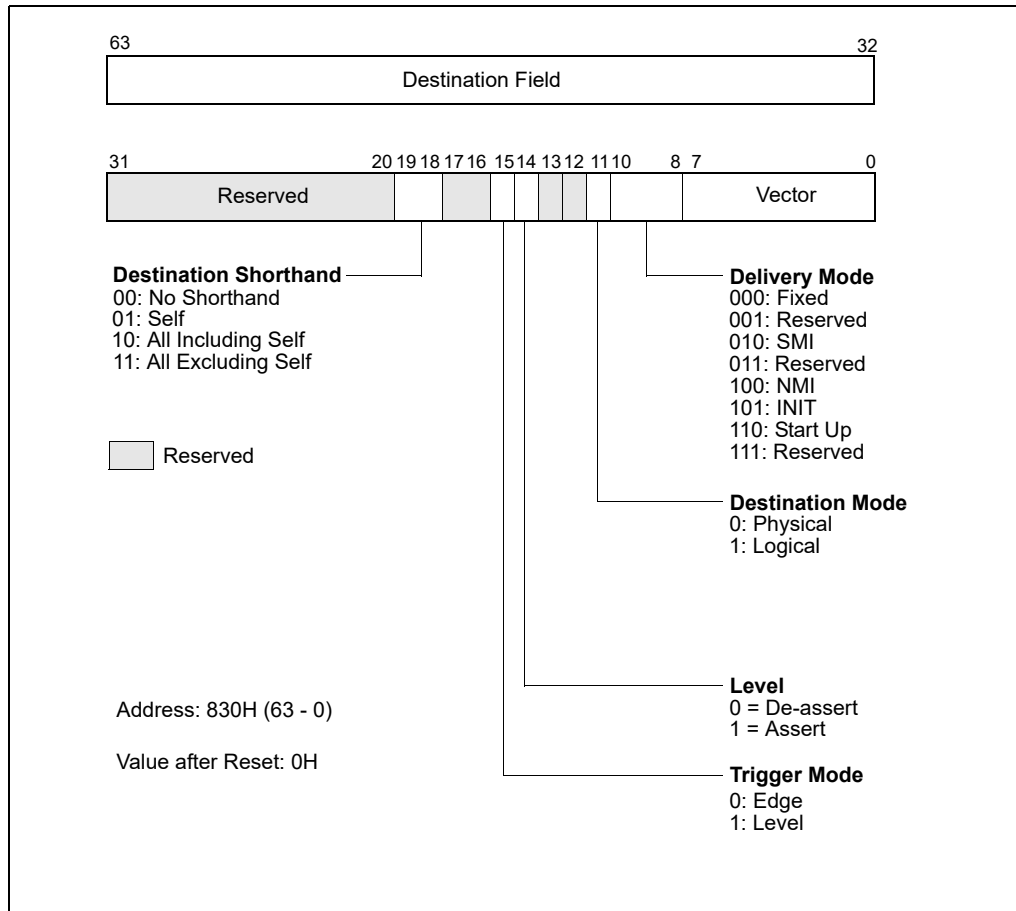 63 32
Destination Field
31 20 19 18 17 16 15 14 13 12 11 10 8 7 0
Reserved Vector
Destination Shorthand
00: No Shorthand
01: Self
10: All Including Self
11: All Excluding Self
Reserved
Delivery Mode
000: Fixed
001: Reserved
010: SMI
011: Reserved
100: NMI
101: INIT
110: Start Up
111: Reserved
Destination Mode
0: Physical
1: Logical
Level
0 = De-assert
1 = Assert
Address: 830H (63 - 0)
Value after Reset: 0H
Trigger Mode
0: Edge
1: Level